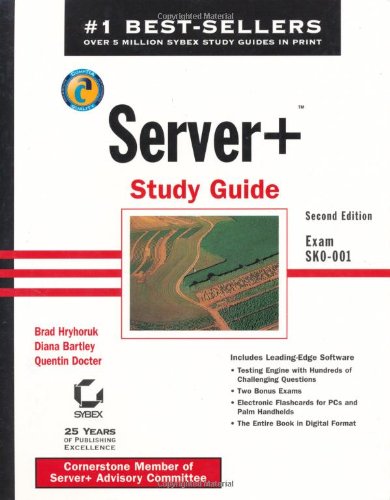 #1 BEST-SELLERS
OVER 5 MILLION SYBEX STUDY GUIDES IN PRINT
Server+™
Study Guide
Second Edition
Exam
SK0-001
Brad Hryhoruk
Diana Bartley
Quentin Docter
SYBEX
25 YEARS
OF PUBLISHING
EXCELLENCE
Includes Leading-Edge Software
• Testing Engine with Hundreds of
Challenging Questions
• Two Bonus Exams
• Electronic Flashcards for PCs and
Palm Handhelds
• The Entire Book in Digital Format
Cornerstone Member of
Server+ Advisory Committee